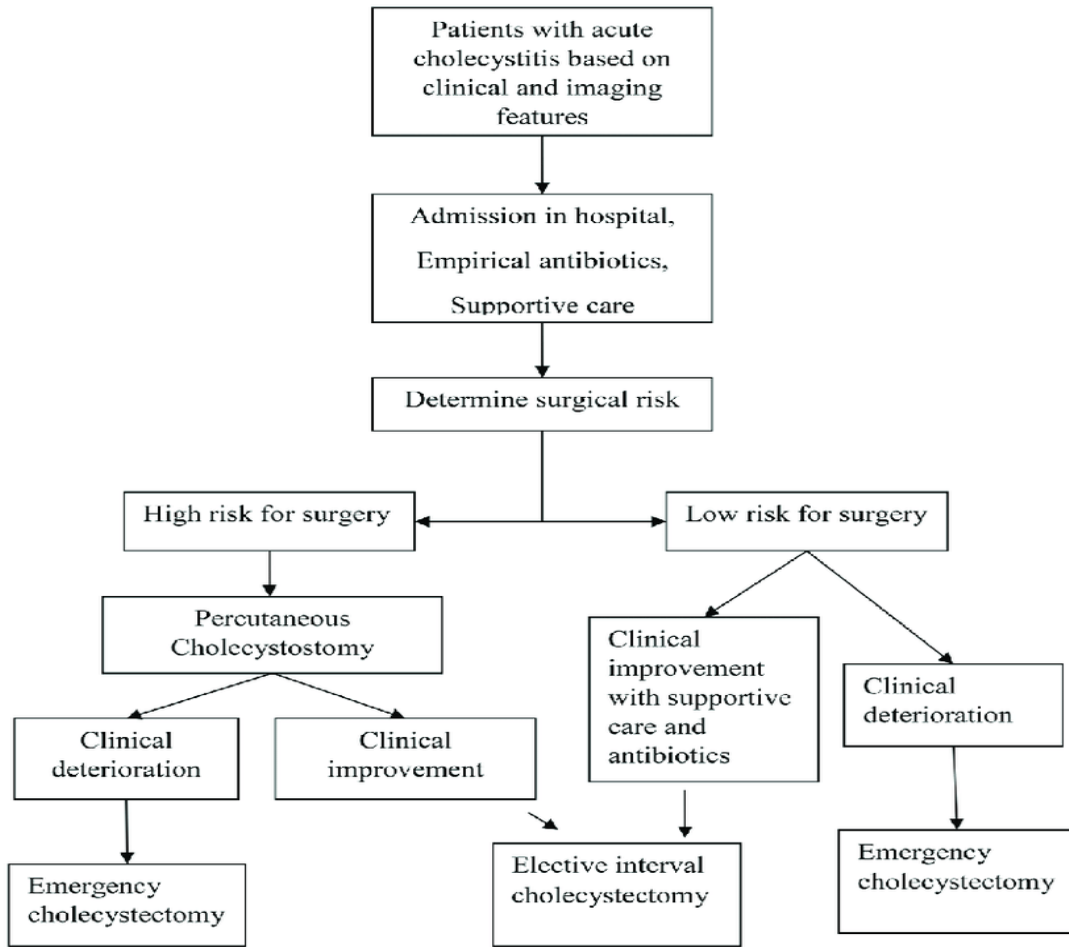 Patients with acute
cholecystitis based on
clinical and imaging
features
Admission in hospital,
Empirical antibiotics,
Supportive care
Determine surgical risk
High risk for surgery
Low risk for surgery
Percutaneous
Cholecystostomy
Clinical
improvement
with supportive
care and
antibiotics
Clinical
deterioration
Clinical
deterioration
Clinical
improvement
Emergency
cholecystectomy
Elective interval
cholecystectomy
Emergency
cholecystectomy